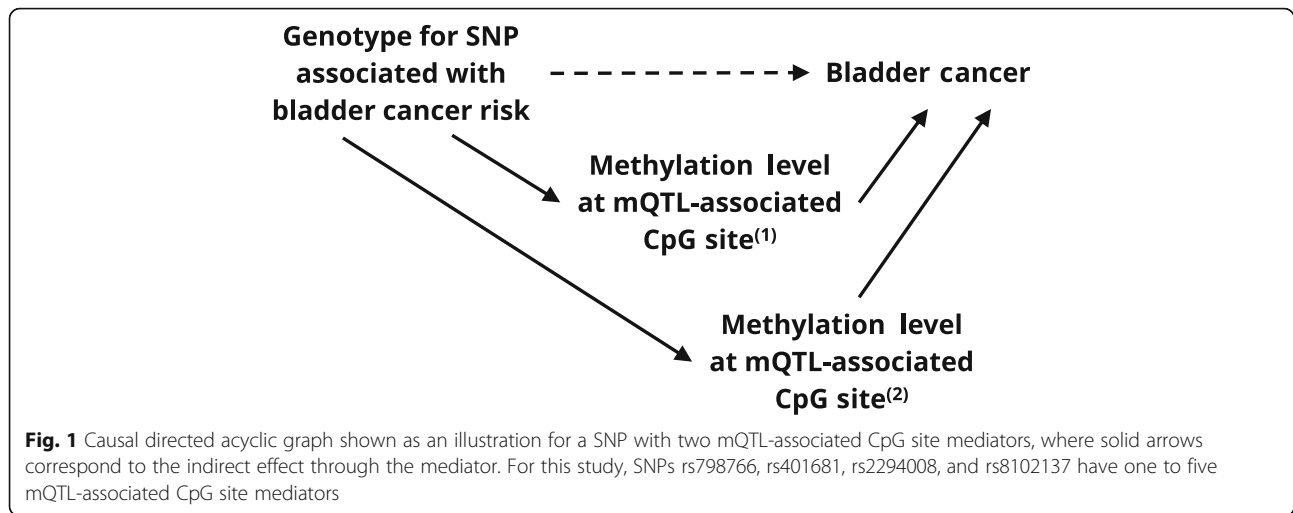 Genotype for SNP
associated with
bladder cancer risk
Bladder cancer
Methylation level
at mQTL-associated
CpG site(1)
Methylation level
at mQTL-associated
CpG site(2)
Fig. 1 Causal directed acyclic graph shown as an illustration for a SNP with two mQTL-associated CpG site mediators, where solid arrows
correspond to the indirect effect through the mediator. For this study, SNPs rs798766, rs401681, rs2294008, and rs8102137 have one to five
mQTL-associated CpG site mediators